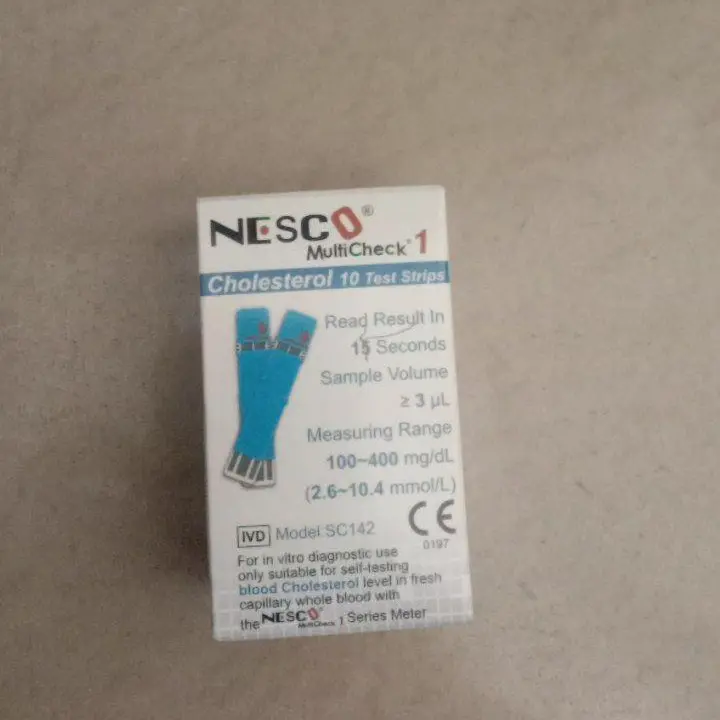 NESCO®
MultiCheck® 1
Cholesterol 10 Test Strips
Read Result In
15 Seconds
Sample Volume
≥ 3 µL
Measuring Range
100~400 mg/dL
(2.6~10.4 mmol/L)
IVD Model SC142
CE
0197
For in vitro diagnostic use
only suitable for self-testing
blood Cholesterol level in fresh
capillary whole blood with
the NESCO® MultiCheck 1 Series Meter